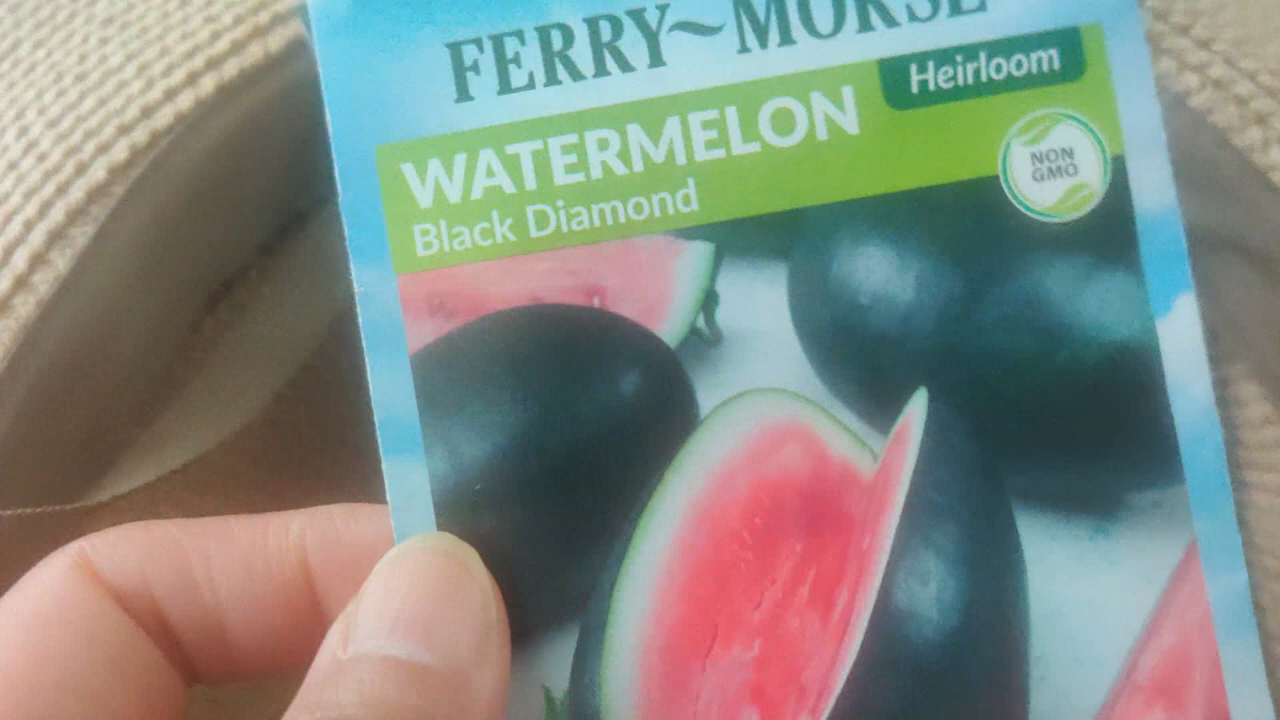 FERRY~MORSE
Heirloom
WATERMELON
Black Diamond
NON
GMO